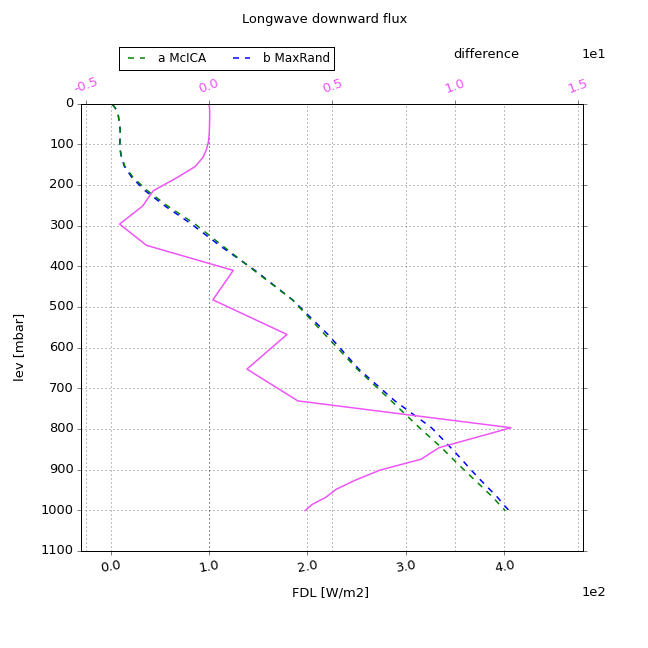 Longwave downward flux
a McICA b MaxRand
difference 1e1
-0.5 0.0 0.5 1.0 1.5
0
100
200
300
400
500
600
700
800
900
1000
1100
lev [mbar]
0.0 1.0 2.0 3.0 4.0
FDL [W/m2] 1e2